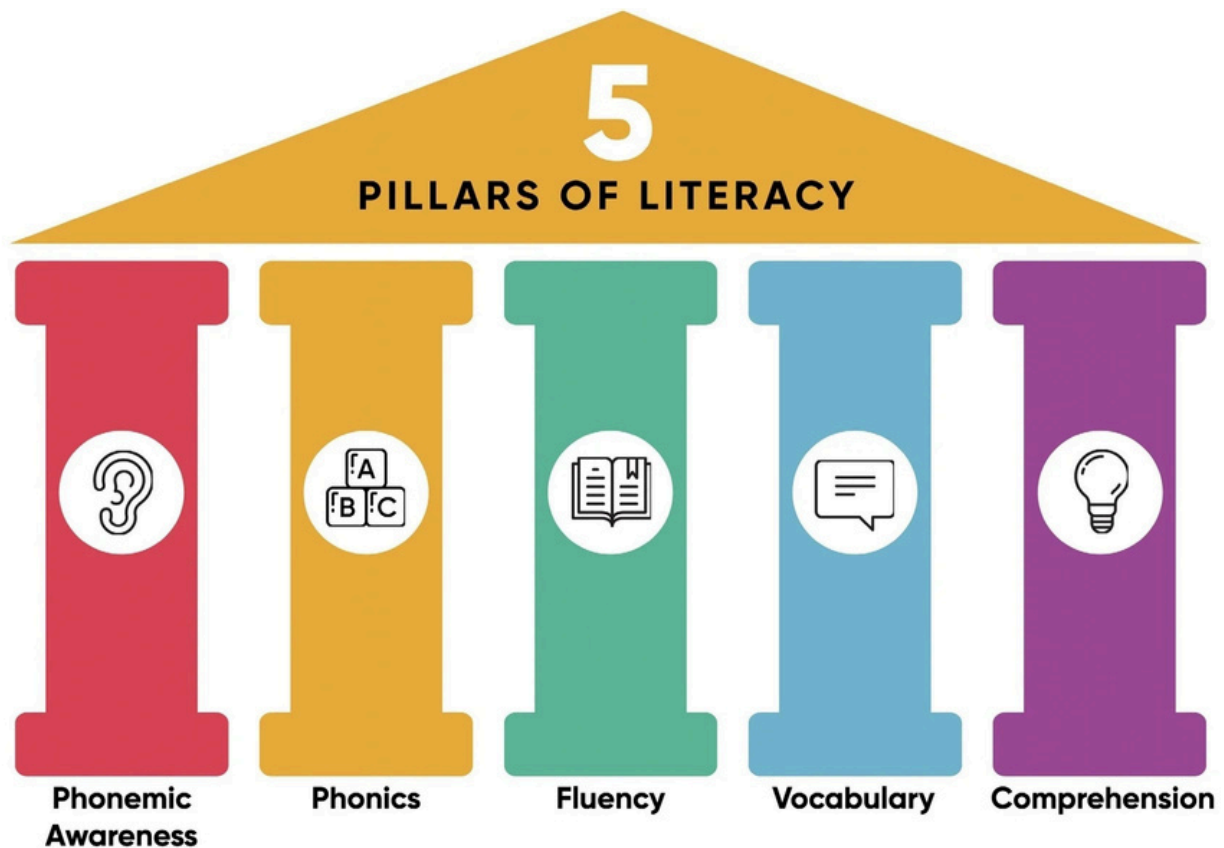 5
PILLARS OF LITERACY
A
B C
Phonemic
Awareness
Phonics
Fluency
Vocabulary
Comprehension